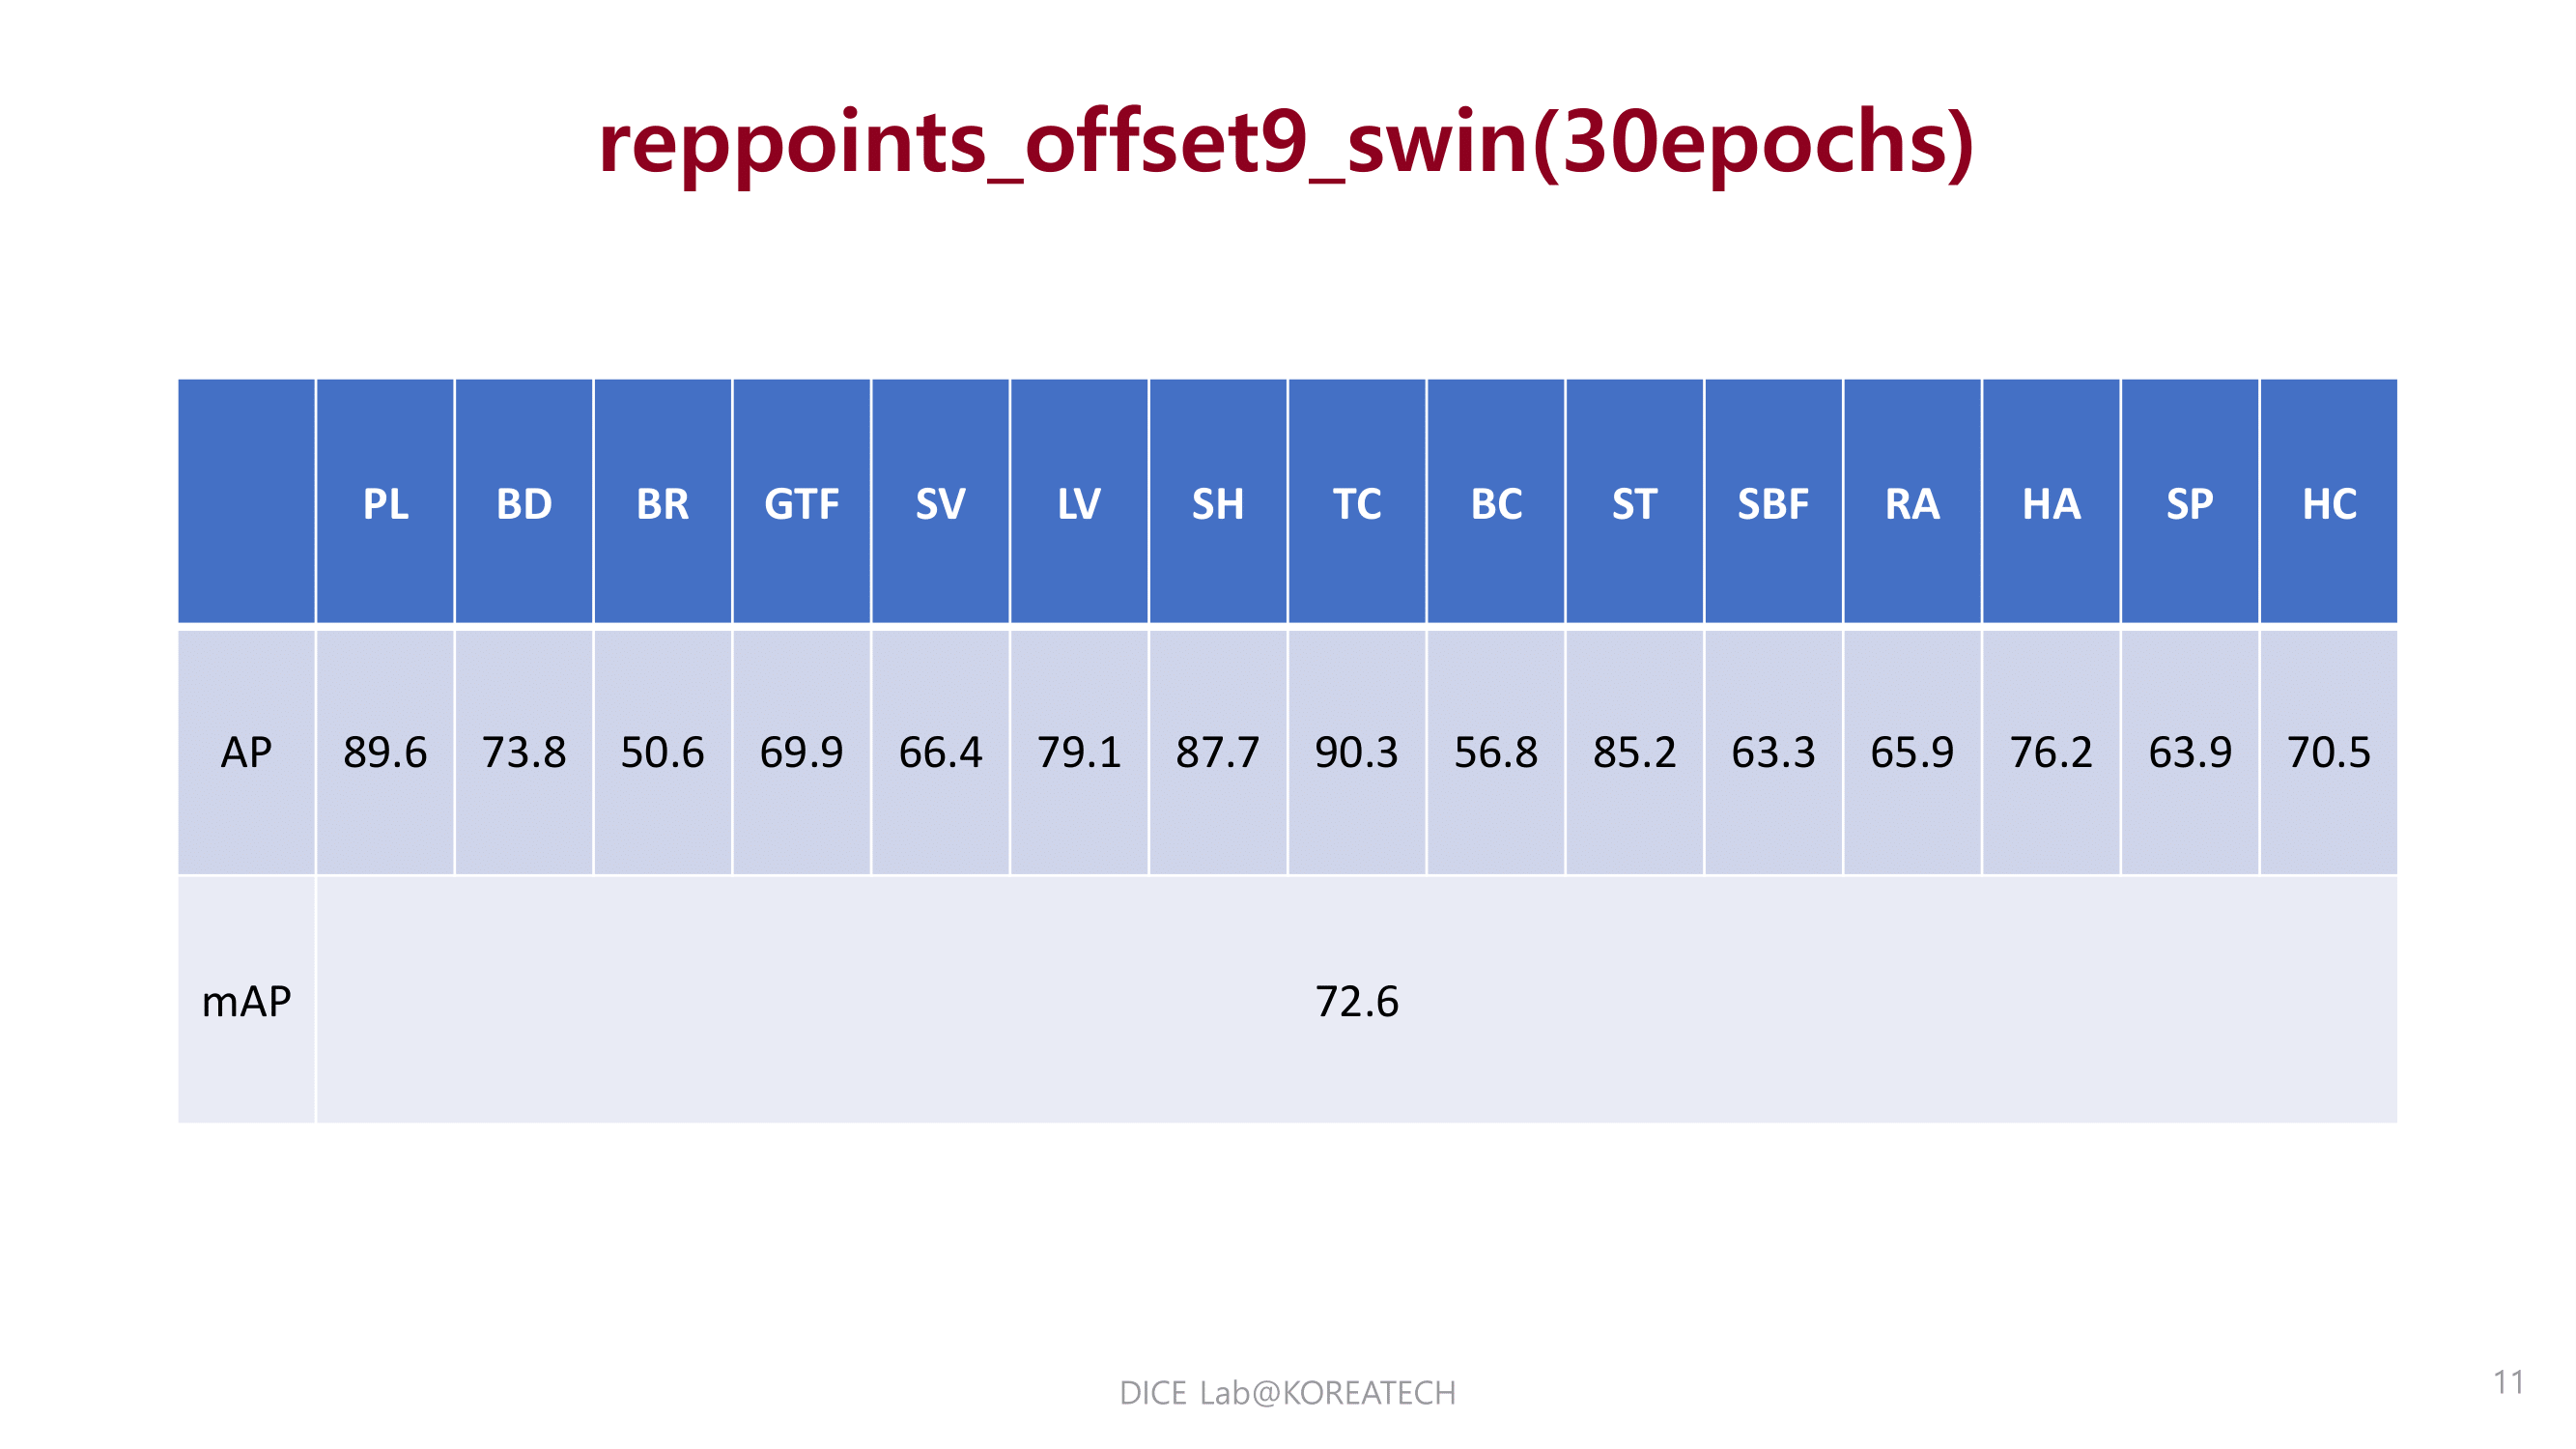 reppoints_offset9_swin(30epochs)
PL BD BR GTF SV LV SH TC BC ST SBF RA HA SP HC
AP 89.6 73.8 50.6 69.9 66.4 79.1 87.7 90.3 56.8 85.2 63.3 65.9 76.2 63.9 70.5
mAP 72.6
DICE Lab@KOREATECH
11